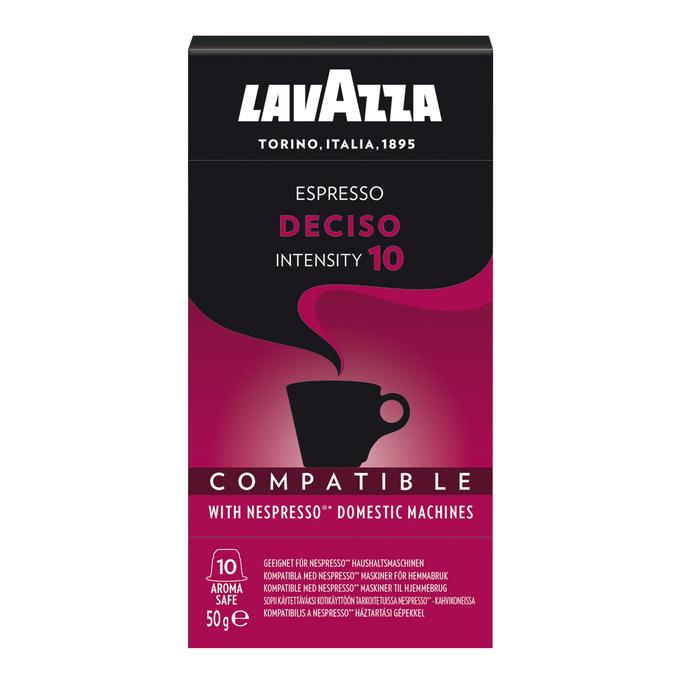 LAVAZZA
TORINO, ITALIA, 1895
ESPRESSO
DECISO
INTENSITY 10
COMPATIBLE
WITH NESPRESSO®* DOMESTIC MACHINES
10
AROMA
SAFE
50 g ℮
GEEIGNET FÜR NESPRESSO®* HAUSHALTSMASCHINEN
KOMPATIBLA MED NESPRESSO®* MASKINER FÖR HEMMABRUK
KOMPATIBLE MED NESPRESSO®* MASKINER TIL HJEMMEBRUG
SOPII KÄYTETTÄVÄKSI KOTIKÄYTTÖÖN TARKOITETUISSA NESPRESSO®* - KAHVIKONEISSA
KOMPATIBILIS A NESPRESSO®* HÁZTARTÁSI GÉPEKKEL